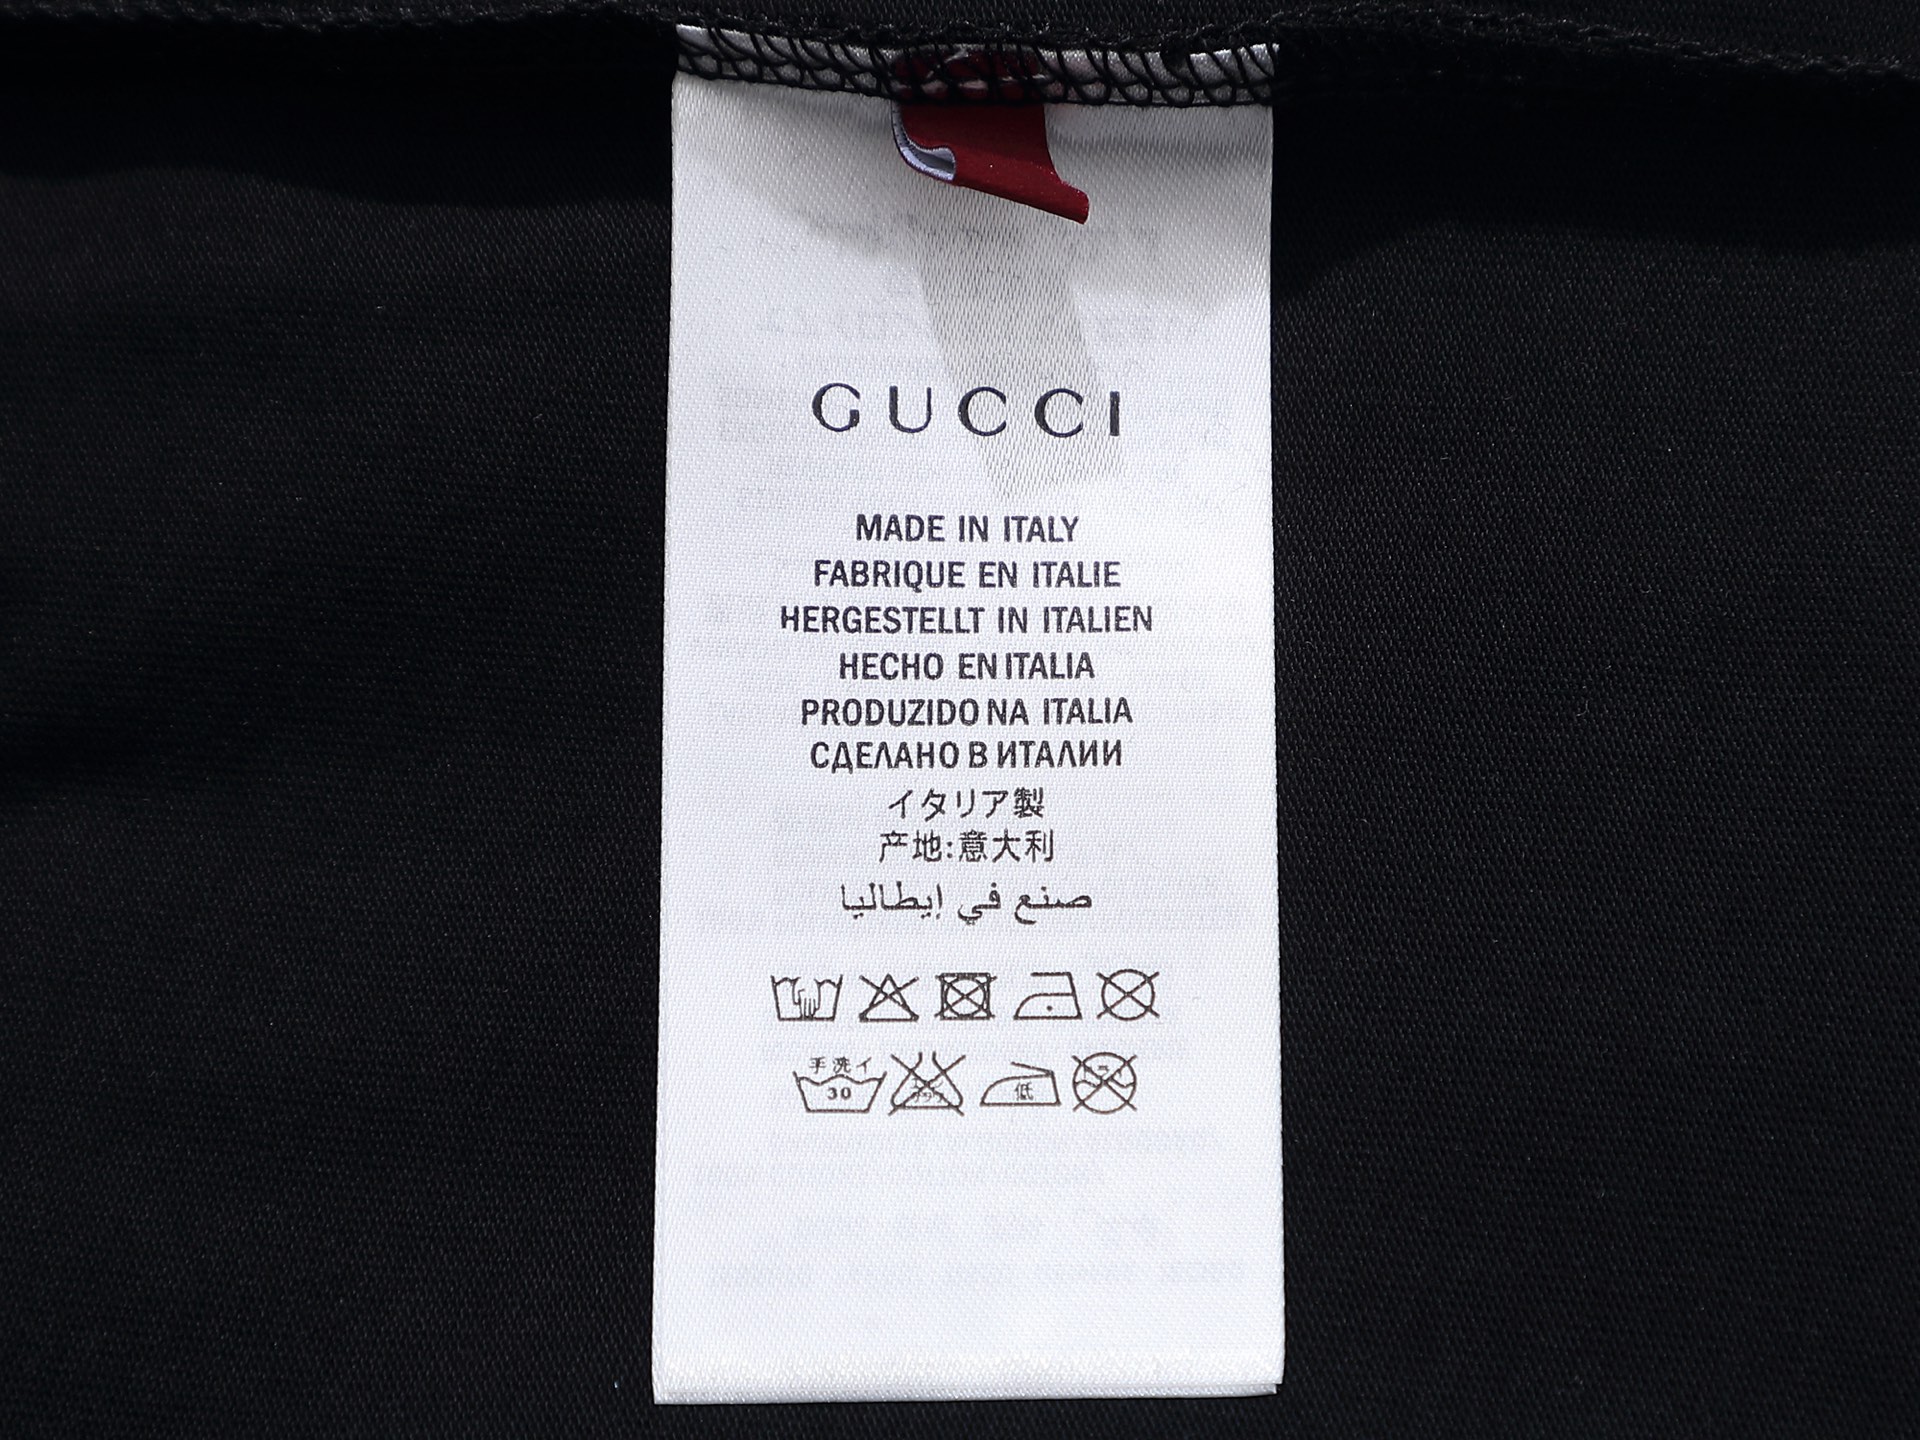 GUCCI
MADE IN ITALY
FABRIQUE EN ITALIE
HERGESTELLT IN ITALIEN
HECHO EN ITALIA
PRODUZIDO NA ITALIA
СДЕЛАНО В ИТАЛИИ
イタリア製
产地:意大利
صنع في إيطاليا
手洗イ
30
低